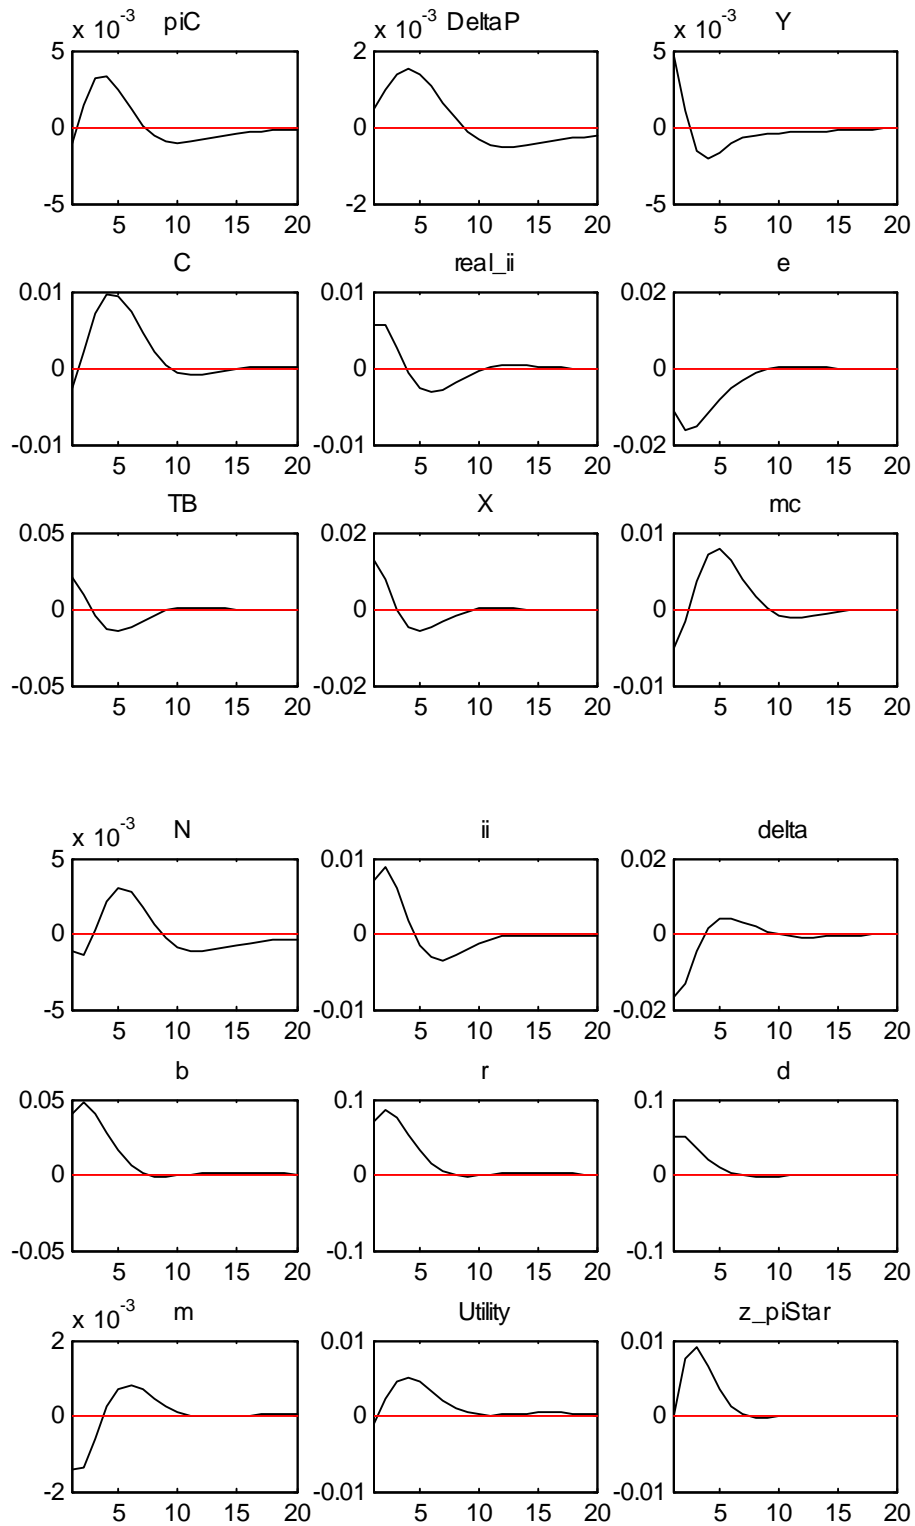 x 10^-3 piC x 10^-3 DeltaP Y
5 2 x 10^-3 5
0 0 0
-5 -2 -5
5 10 15 20 5 10 15 20 5 10 15 20
C real_ii e
0.01 0.01 0.02
0 0 0
-0.01 -0.01 -0.02
5 10 15 20 5 10 15 20 5 10 15 20
TB X mc
0.05 0.02 0.01
0 0 0
-0.05 -0.02 -0.01
5 10 15 20 5 10 15 20 5 10 15 20
x 10^-3 N ii delta
5 0.01 0.02
0 0 0
-5 -0.01 -0.02
5 10 15 20 5 10 15 20 5 10 15 20
b r d
0.05 0.1 0.1
0 0 0
-0.05 -0.1 -0.1
5 10 15 20 5 10 15 20 5 10 15 20
x 10^-3 m Utility z_piStar
2 0.01 0.01
0 0 0
-2 -0.01 -0.01
5 10 15 20 5 10 15 20 5 10 15 20